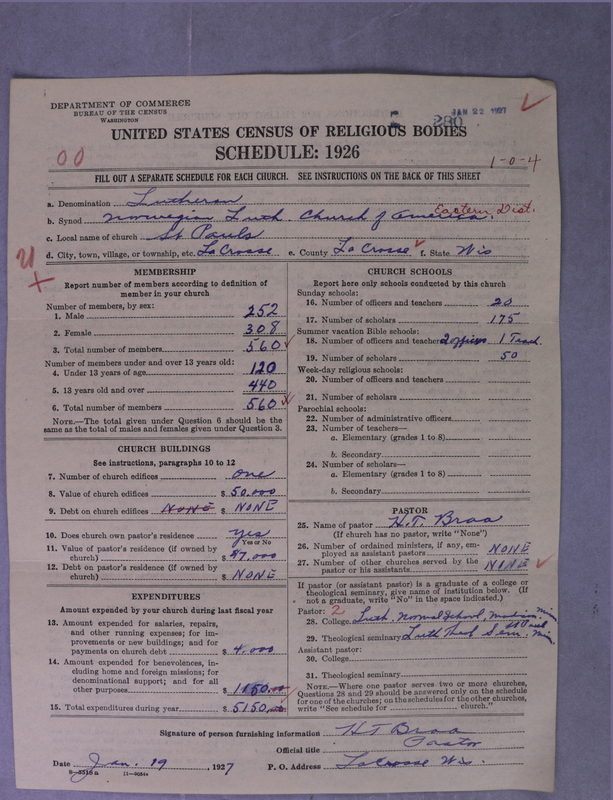 DEPARTMENT OF COMMERCE
BUREAU OF THE CENSUS
WASHINGTON
JAN 22 1927
280
UNITED STATES CENSUS OF RELIGIOUS BODIES
SCHEDULE: 1926
00
1-0-4
FILL OUT A SEPARATE SCHEDULE FOR EACH CHURCH. SEE INSTRUCTIONS ON THE BACK OF THIS SHEET
a. Denomination Lutheran
b. Synod Norwegian Luth. Church of America. Eastern Dist.
c. Local name of church St Pauls
d. City, town, village, or township, etc. LaCrosse e. County La Crosse f. State Wis
MEMBERSHIP
Report number of members according to definition of
member in your church
Number of members, by sex:
1. Male 252
2. Female 308
3. Total number of members 560
Number of members under and over 13 years old:
4. Under 13 years of age 120
5. 13 years old and over 440
6. Total number of members 560
NOTE.—The total given under Question 6 should be the
same as the total of males and females given under Question 3.
CHURCH BUILDINGS
See instructions, paragraphs 10 to 12
7. Number of church edifices one
8. Value of church edifices $ 50.000
9. Debt on church edifices NONE $ NONE
10. Does church own pastor's residence yes
Yes or No
11. Value of pastor's residence (if owned by
church) $ 7.000
12. Debt on pastor's residence (if owned by
church) $ NONE
EXPENDITURES
Amount expended by your church during last fiscal year
13. Amount expended for salaries, repairs,
and other running expenses; for im-
provements or new buildings; and for
payments on church debt $ 4.000
14. Amount expended for benevolences, in-
cluding home and foreign missions; for
denominational support; and for all
other purposes $ 1150.00
15. Total expenditures during year $ 5150.00
CHURCH SCHOOLS
Report here only schools conducted by this church
Sunday schools:
16. Number of officers and teachers 20
17. Number of scholars 175
Summer vacation Bible schools:
18. Number of officers and teachers 2 officers 1 Teach.
19. Number of scholars 50
Week-day religious schools:
20. Number of officers and teachers
21. Number of scholars
Parochial schools:
22. Number of administrative officers
23. Number of teachers—
a. Elementary (grades 1 to 8)
b. Secondary
24. Number of scholars—
a. Elementary (grades 1 to 8)
b. Secondary
PASTOR
25. Name of pastor H.T. Braa
(If church has no pastor, write "None")
26. Number of ordained ministers, if any, em-
ployed as assistant pastors NONE
27. Number of other churches served by the
pastor or his assistants NONE
If pastor (or assistant pastor) is a graduate of a college or
theological seminary, give name of institution below. (If
not a graduate, write "No" in the space indicated.)
Pastor: 2
28. College Luth. Normal School, Madison, Min
29. Theological seminary Luth Theol. Sem. St Paul Min.
Assistant pastor:
30. College
31. Theological seminary
NOTE.—Where one pastor serves two or more churches,
Questions 28 and 29 should be answered only on the schedule
for one of the churches; on the schedules for the other churches,
write "See schedule for church."
Signature of person furnishing information H T Braa
Official title Pastor
Date Jan. 19, 1927 P. O. Address LaCrosse Wis.